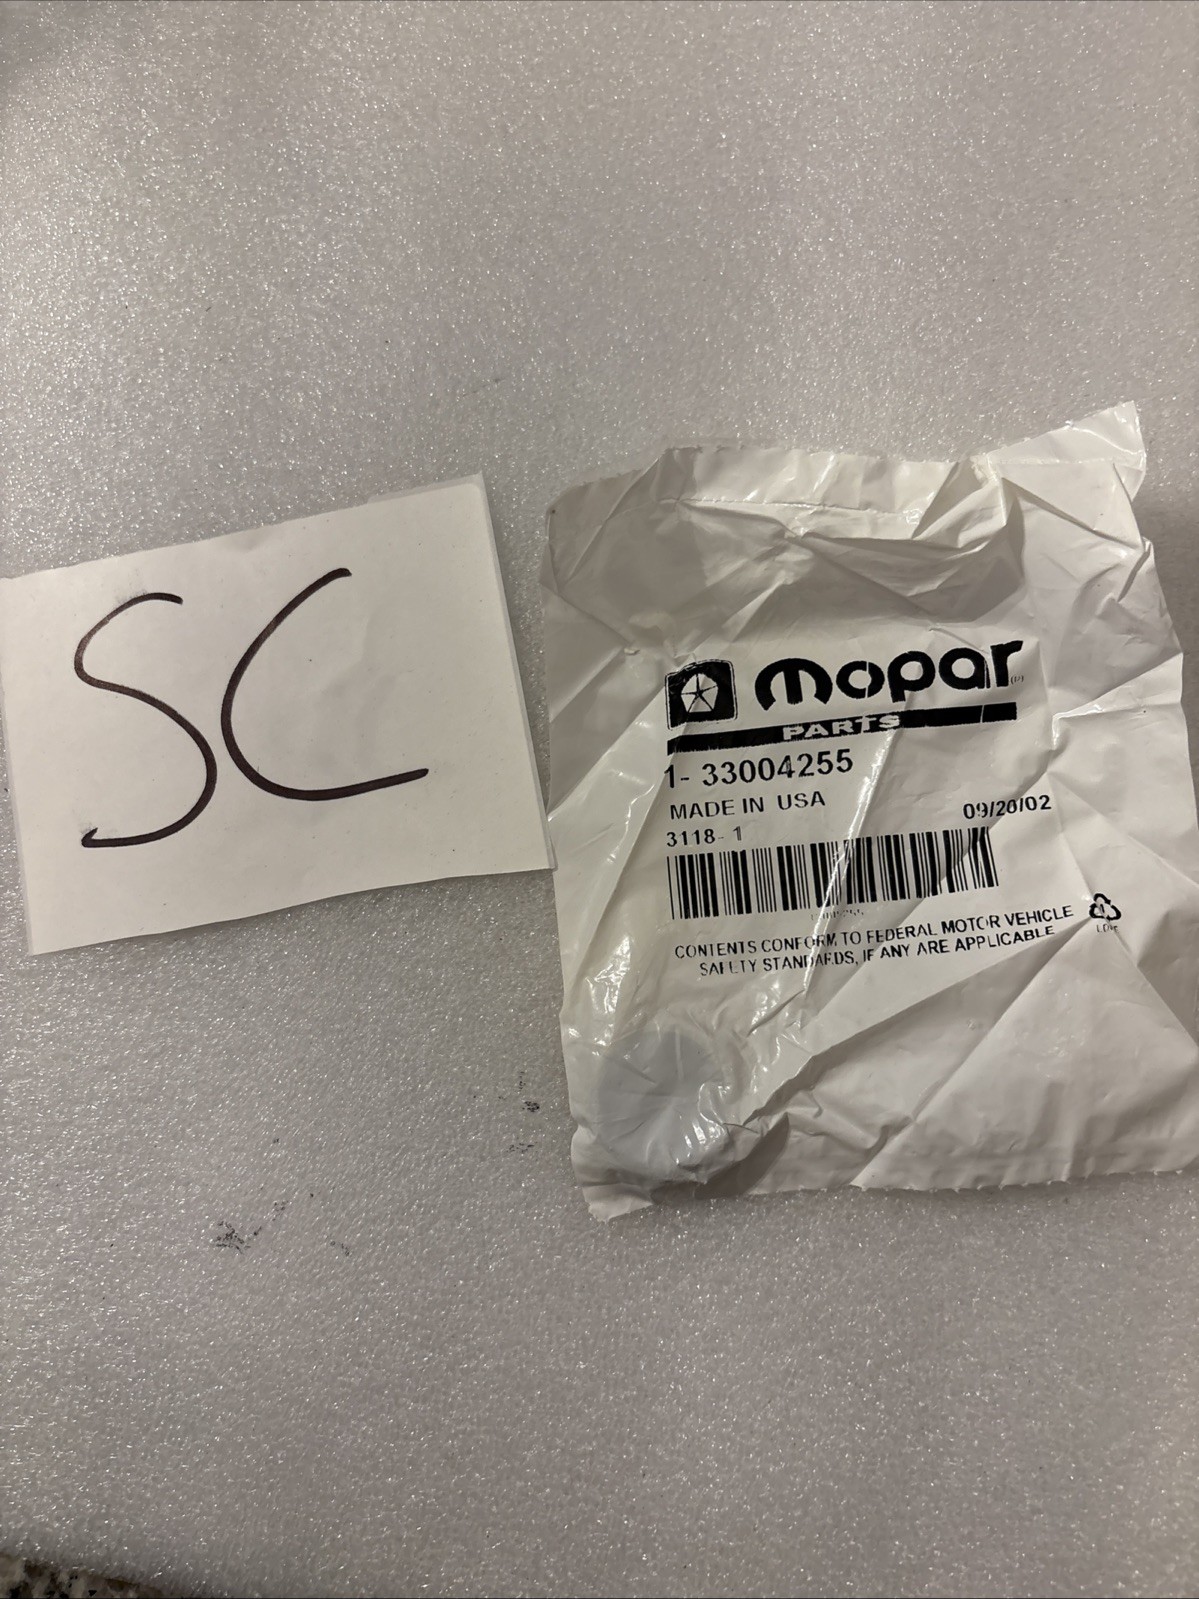 SC
mopar
PARTS
1- 33004255
MADE IN USA
09/20/02
3118- 1
CONTENTS CONFORM TO FEDERAL MOTOR VEHICLE
SAFETY STANDARDS, IF ANY ARE APPLICABLE